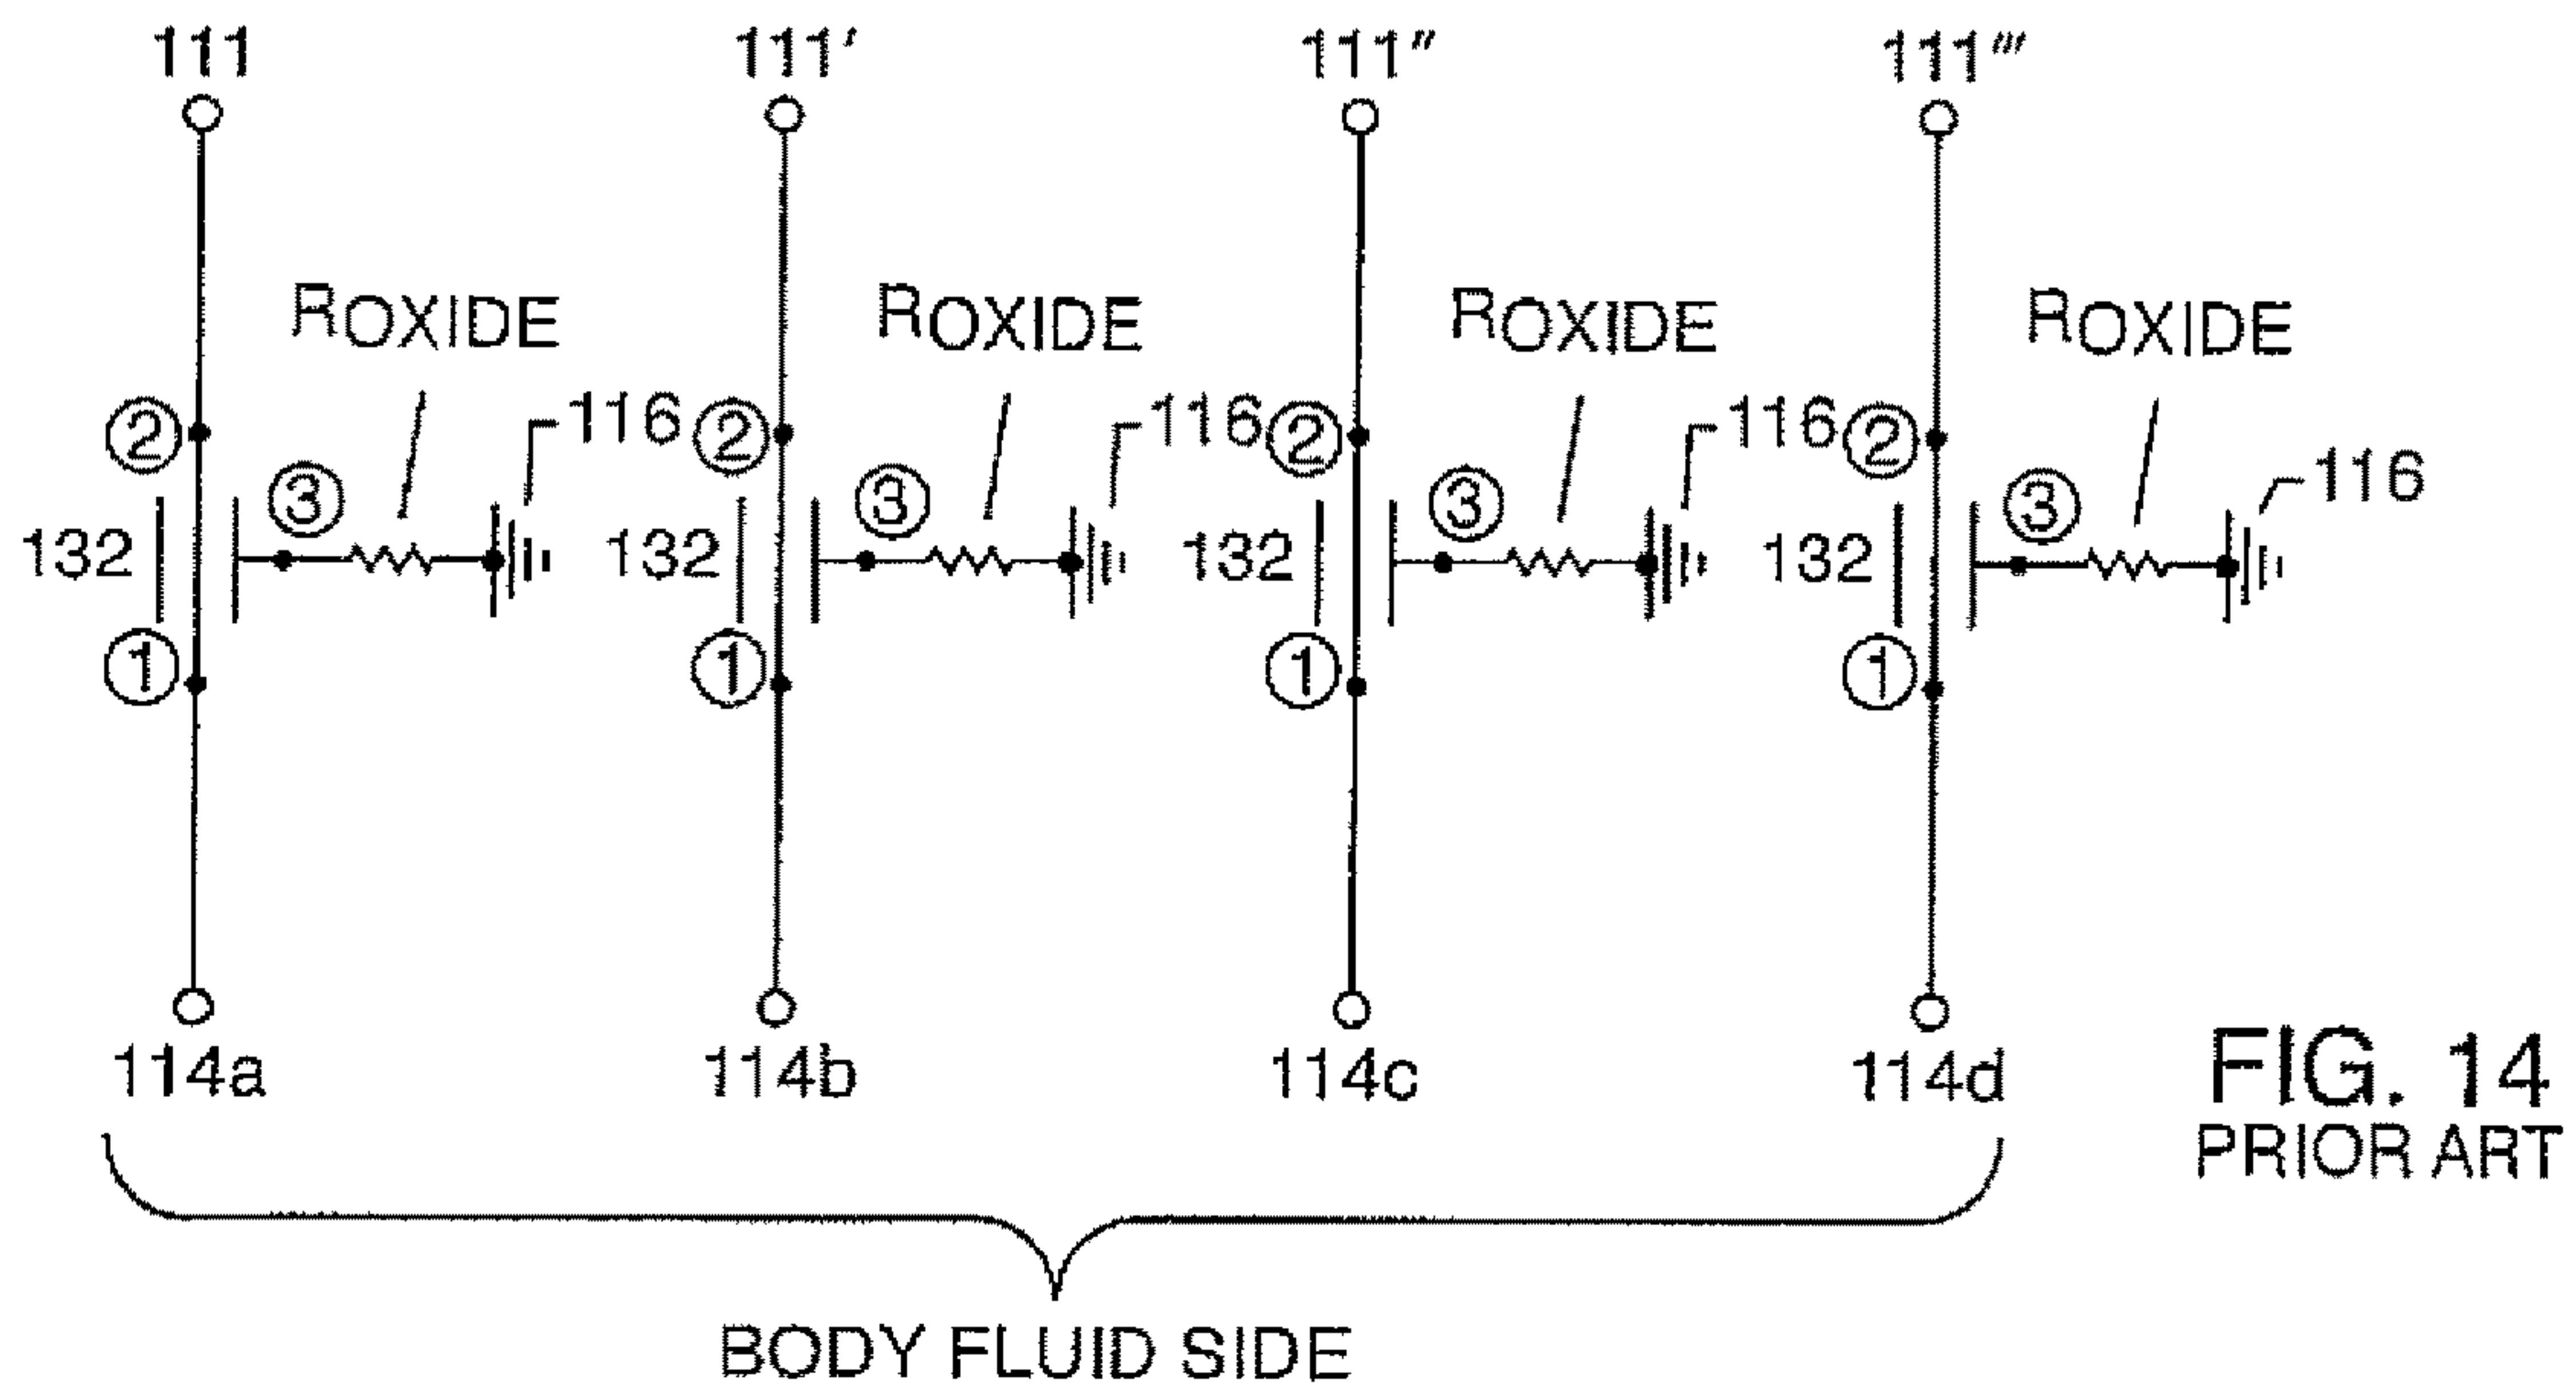 111 111′ 111″ 111‴
ROXIDE ROXIDE ROXIDE ROXIDE
② 116 ② 116 ② 116 ② 116
③ ③ ③ ③
132 132 132 132
① ① ① ①
114a 114b 114c 114d
FIG. 14
PRIOR ART
BODY FLUID SIDE